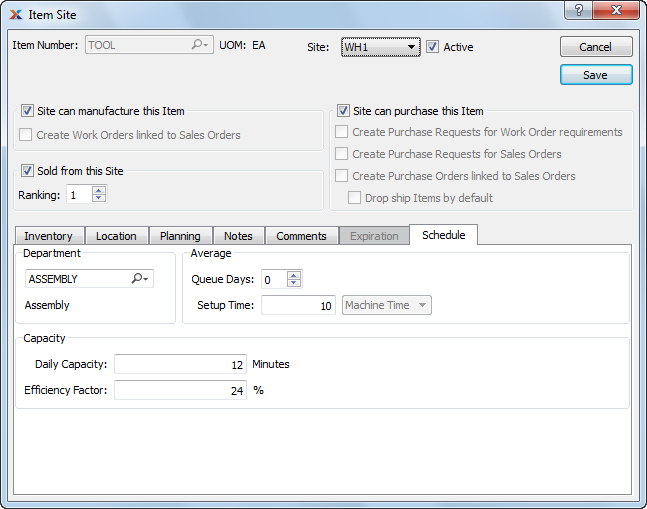 Item Site
Item Number: TOOL UOM: EA Site: WH1 Active Cancel
Save
Site can manufacture this Item Site can purchase this Item
Create Work Orders linked to Sales Orders Create Purchase Requests for Work Order requirements
Create Purchase Requests for Sales Orders
Sold from this Site Create Purchase Orders linked to Sales Orders
Ranking: 1 Drop ship Items by default
Inventory Location Planning Notes Comments Expiration Schedule
Department Average
ASSEMBLY Queue Days: 0
Assembly Setup Time: 10 Machine Time
Capacity
Daily Capacity: 12 Minutes
Efficiency Factor: 24 %